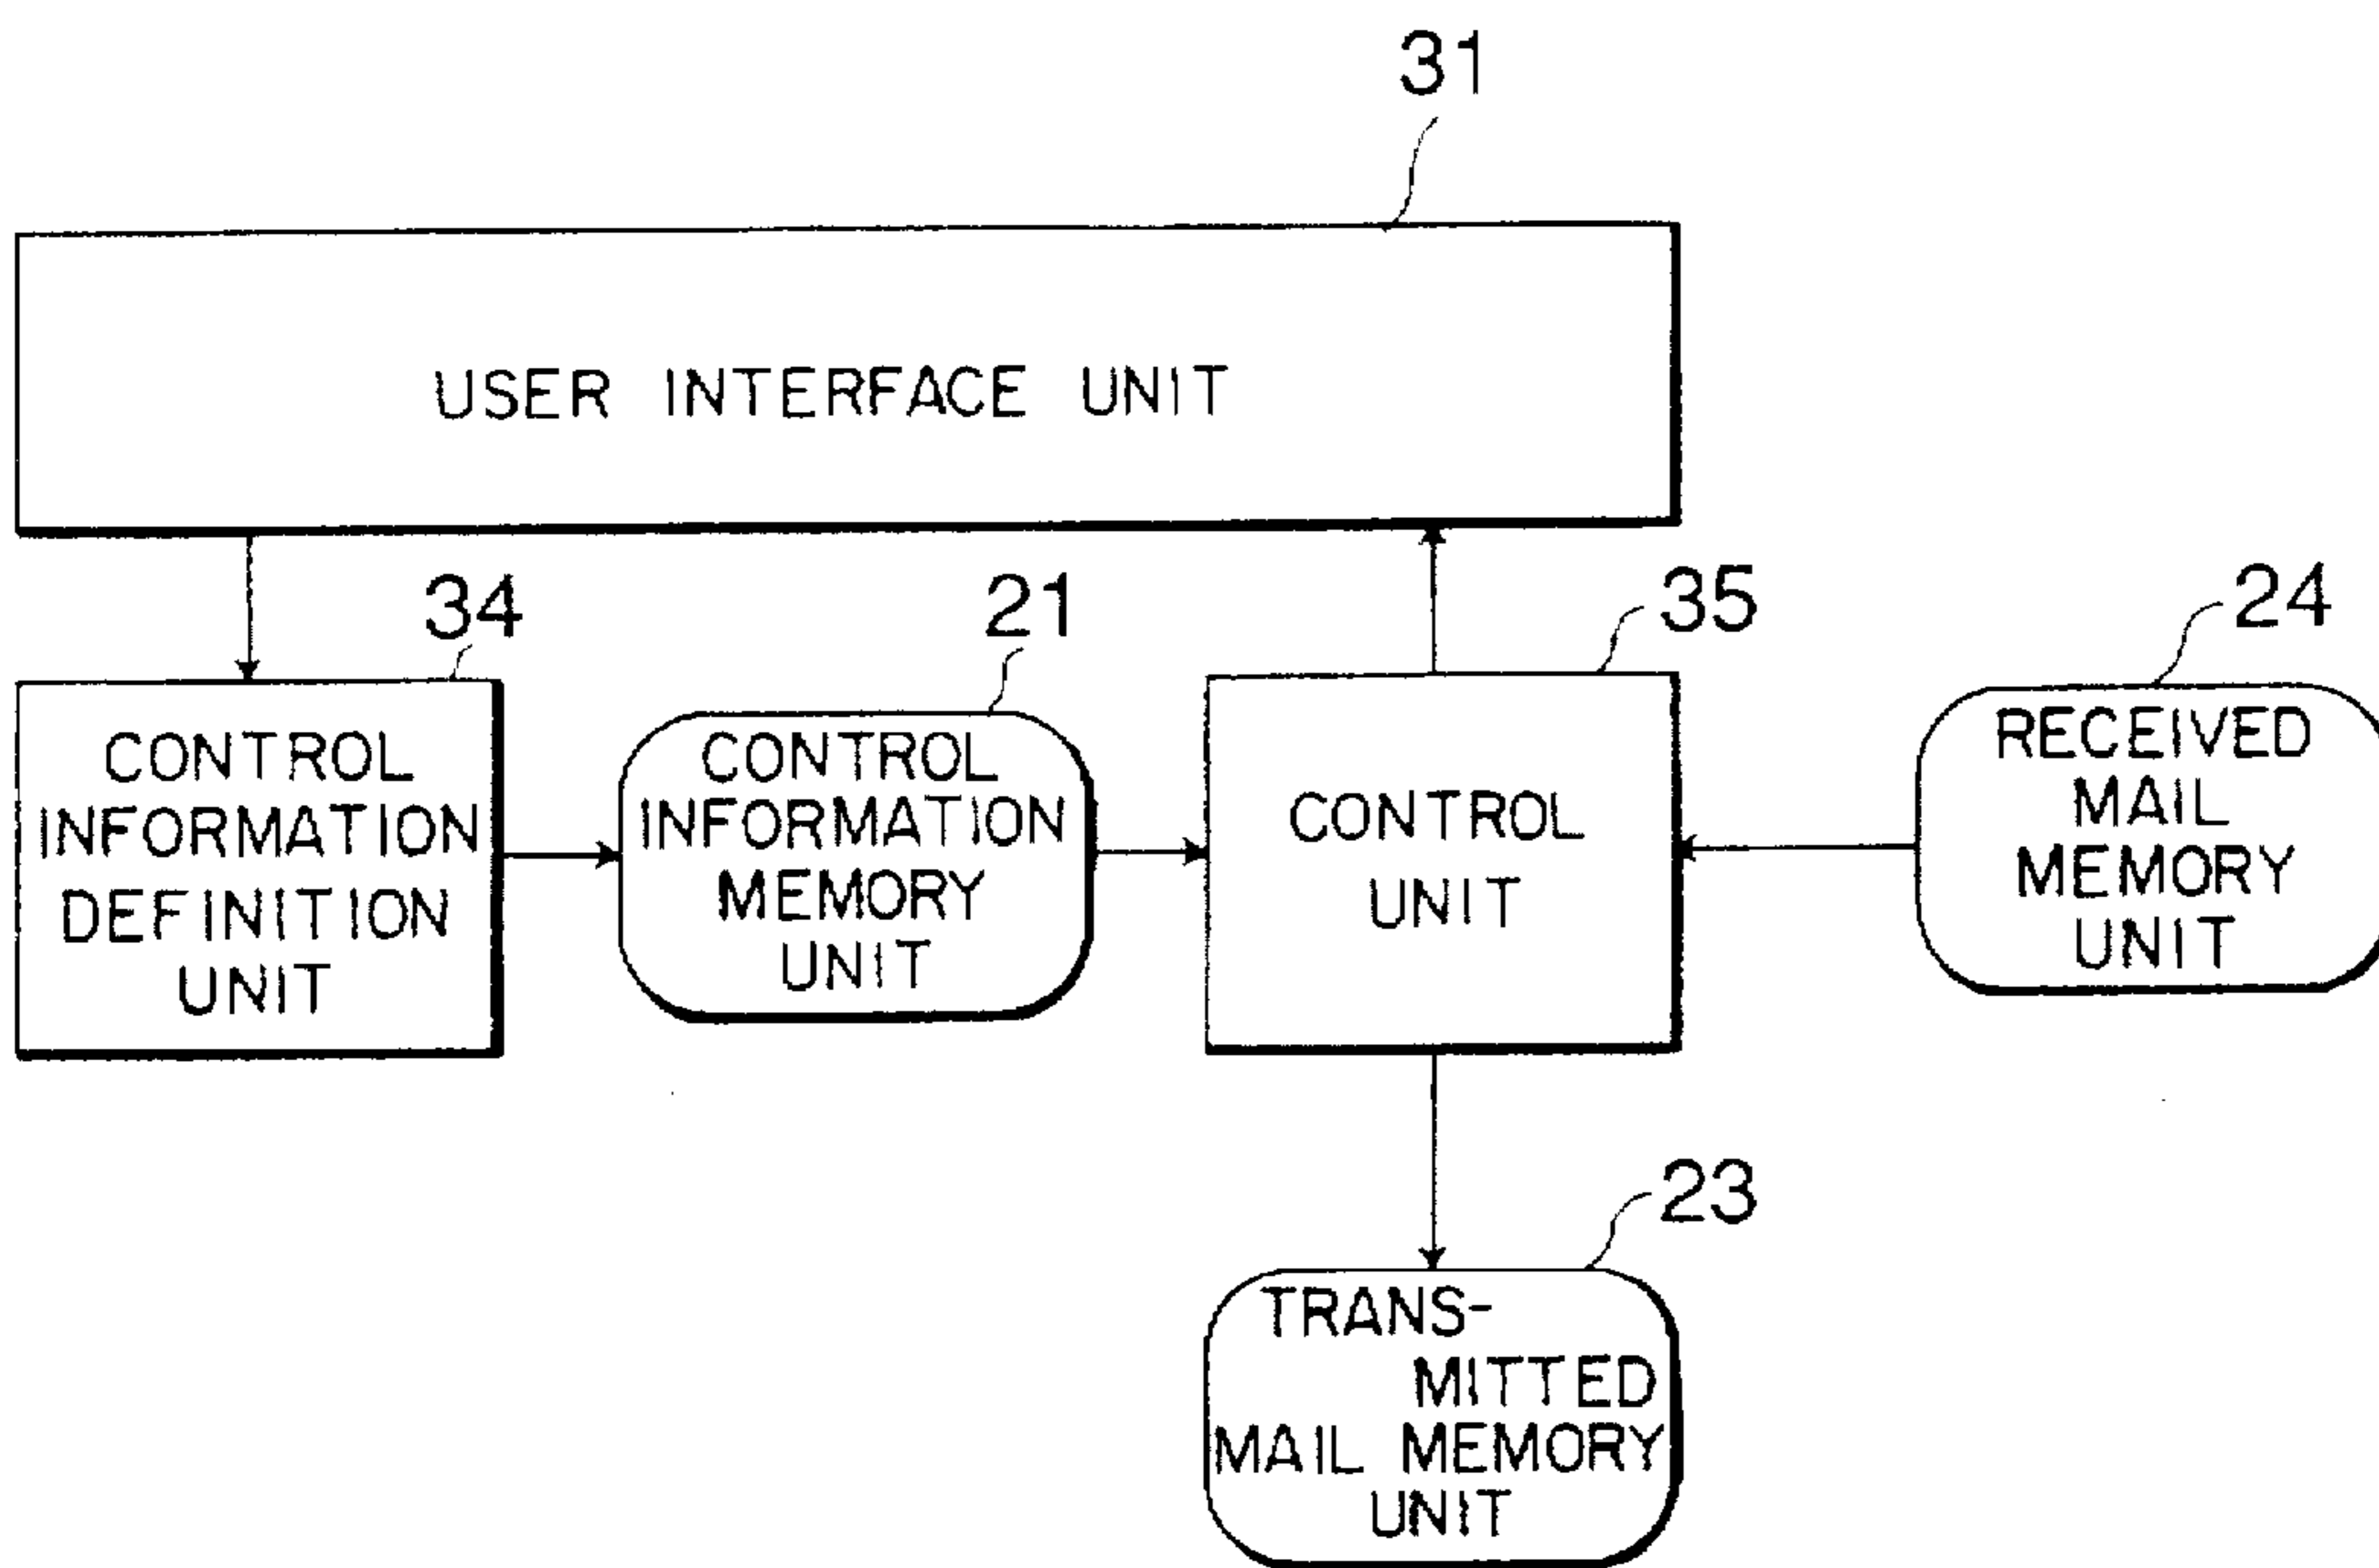 31
USER INTERFACE UNIT
34
21
35
24
CONTROL
INFORMATION
DEFINITION
UNIT
CONTROL
INFORMATION
MEMORY
UNIT
CONTROL
UNIT
RECEIVED
MAIL
MEMORY
UNIT
23
TRANS-
MITTED
MAIL MEMORY
UNIT